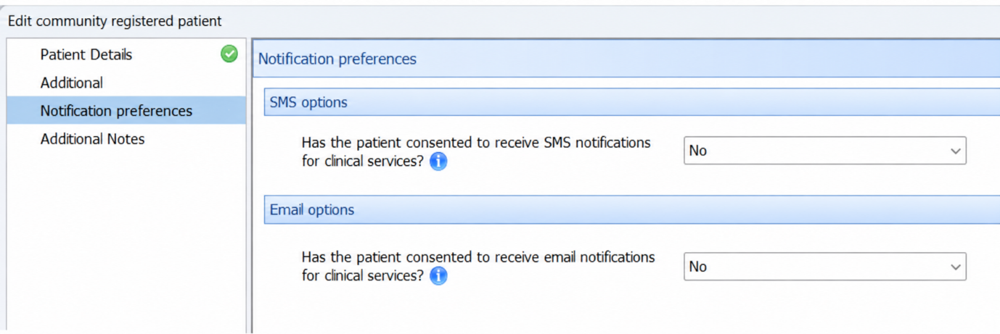 Edit community registered patient
Patient Details
Additional
Notification preferences
Additional Notes
Notification preferences
SMS options
Has the patient consented to receive SMS notifications
for clinical services?
No
Email options
Has the patient consented to receive email notifications
for clinical services?
No